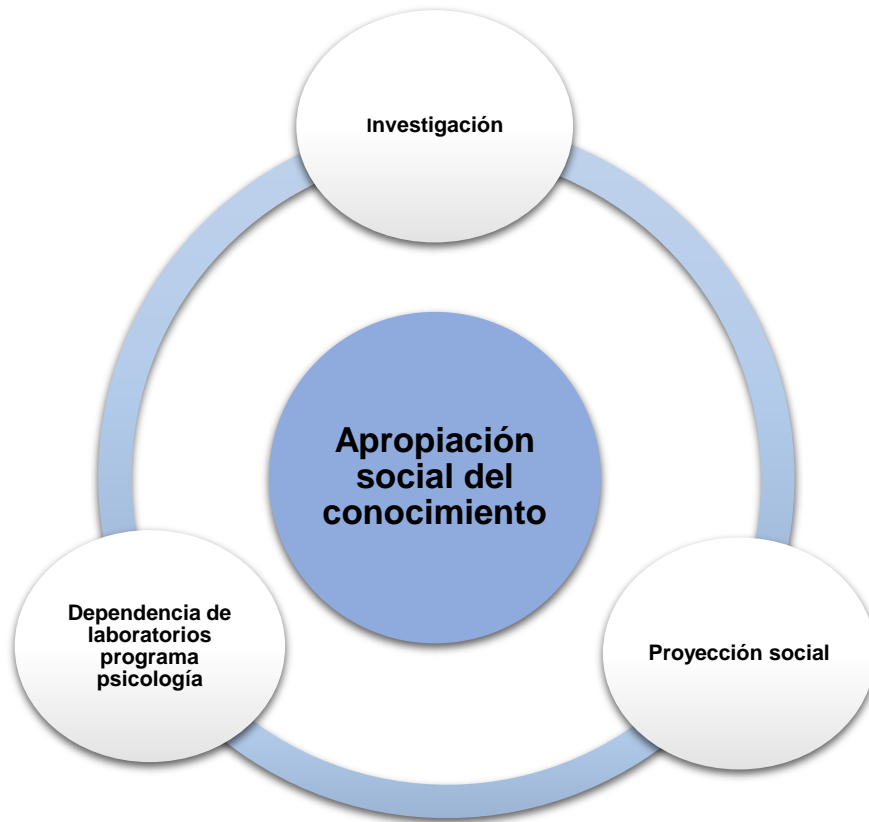 Investigación
Apropiación
social del
conocimiento
Dependencia de
laboratorios
programa
psicología
Proyección social